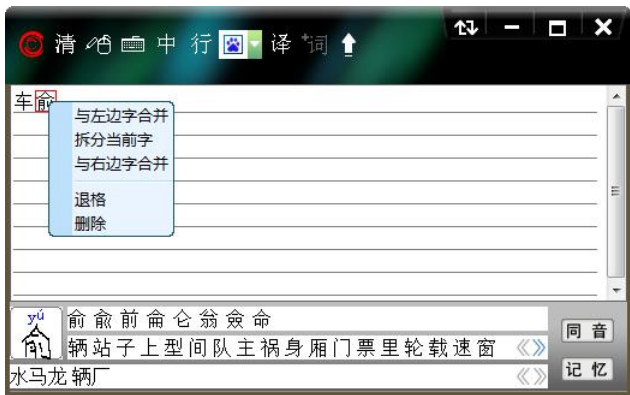 清 中 行 译 词
车俞
与左边字合并
拆分当前字
与右边字合并
退格
删除
yú
俞 前 仑 翁 命
辆 站 子 上 型 间 队 主 祸 身 厢 门 票 里 轮 载 速 窗
水马龙 辆厂
同 音
记 忆